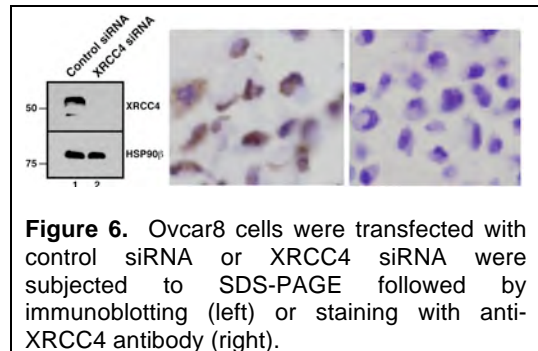 Control siRNA
XRCC4 siRNA
50
XRCC4
75
HSP90β
1 2
Figure 6. Ovcar8 cells were transfected with
control siRNA or XRCC4 siRNA were
subjected to SDS-PAGE followed by
immunoblotting (left) or staining with anti-
XRCC4 antibody (right).